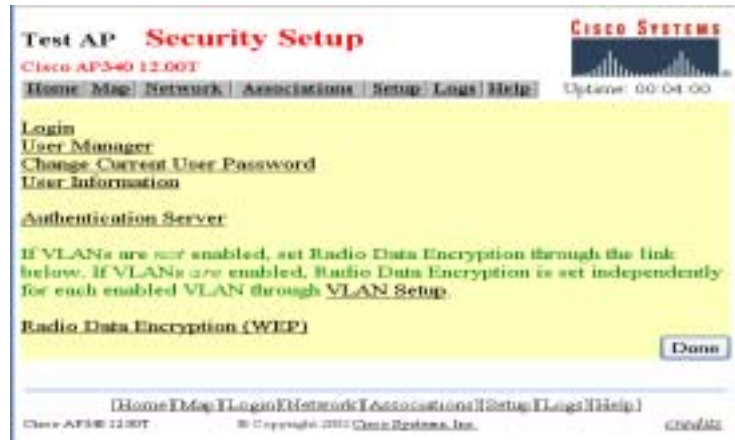 Test AP Security Setup
CISCO SYSTEMS
Cisco AP340 12.00T
Home Map Network Associations Setup Logs Help
Uptime: 00:04:00
Login
User Manager
Change Current User Password
User Information
Authentication Server
If VLANs are not enabled, set Radio Data Encryption through the link
below. If VLANs are enabled, Radio Data Encryption is set independently
for each enabled VLAN through VLAN Setup.
Radio Data Encryption (WEP)
Done
[Home][Map][Login][Network][Associations][Setup][Logs][Help]
Cisco AP340 12.00T
© Copyright Cisco Systems, Inc.
credits